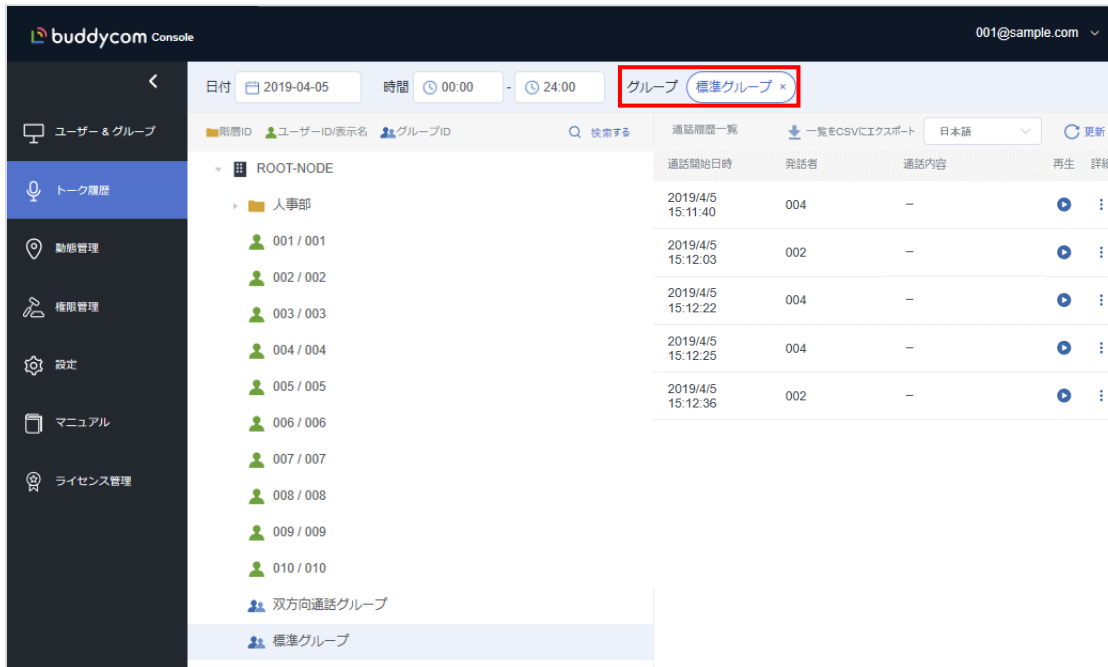 buddycom Console
001@sample.com
日付 2019-04-05 時間 00:00 - 24:00 グループ 標準グループ ×
ユーザー & グループ
トーク履歴
動態管理
権限管理
設定
マニュアル
ライセンス管理
階層ID ユーザーID/表示名 グループID 検索する
ROOT-NODE
人事部
001 / 001
002 / 002
003 / 003
004 / 004
005 / 005
006 / 006
007 / 007
008 / 008
009 / 009
010 / 010
双方向通話グループ
標準グループ
通話履歴一覧 一覧をCSVにエクスポート 日本語 更新
通話開始日時 発話者 通話内容 再生 詳細
2019/4/5
15:11:40 004 –
2019/4/5
15:12:03 002 –
2019/4/5
15:12:22 004 –
2019/4/5
15:12:25 004 –
2019/4/5
15:12:36 002 –